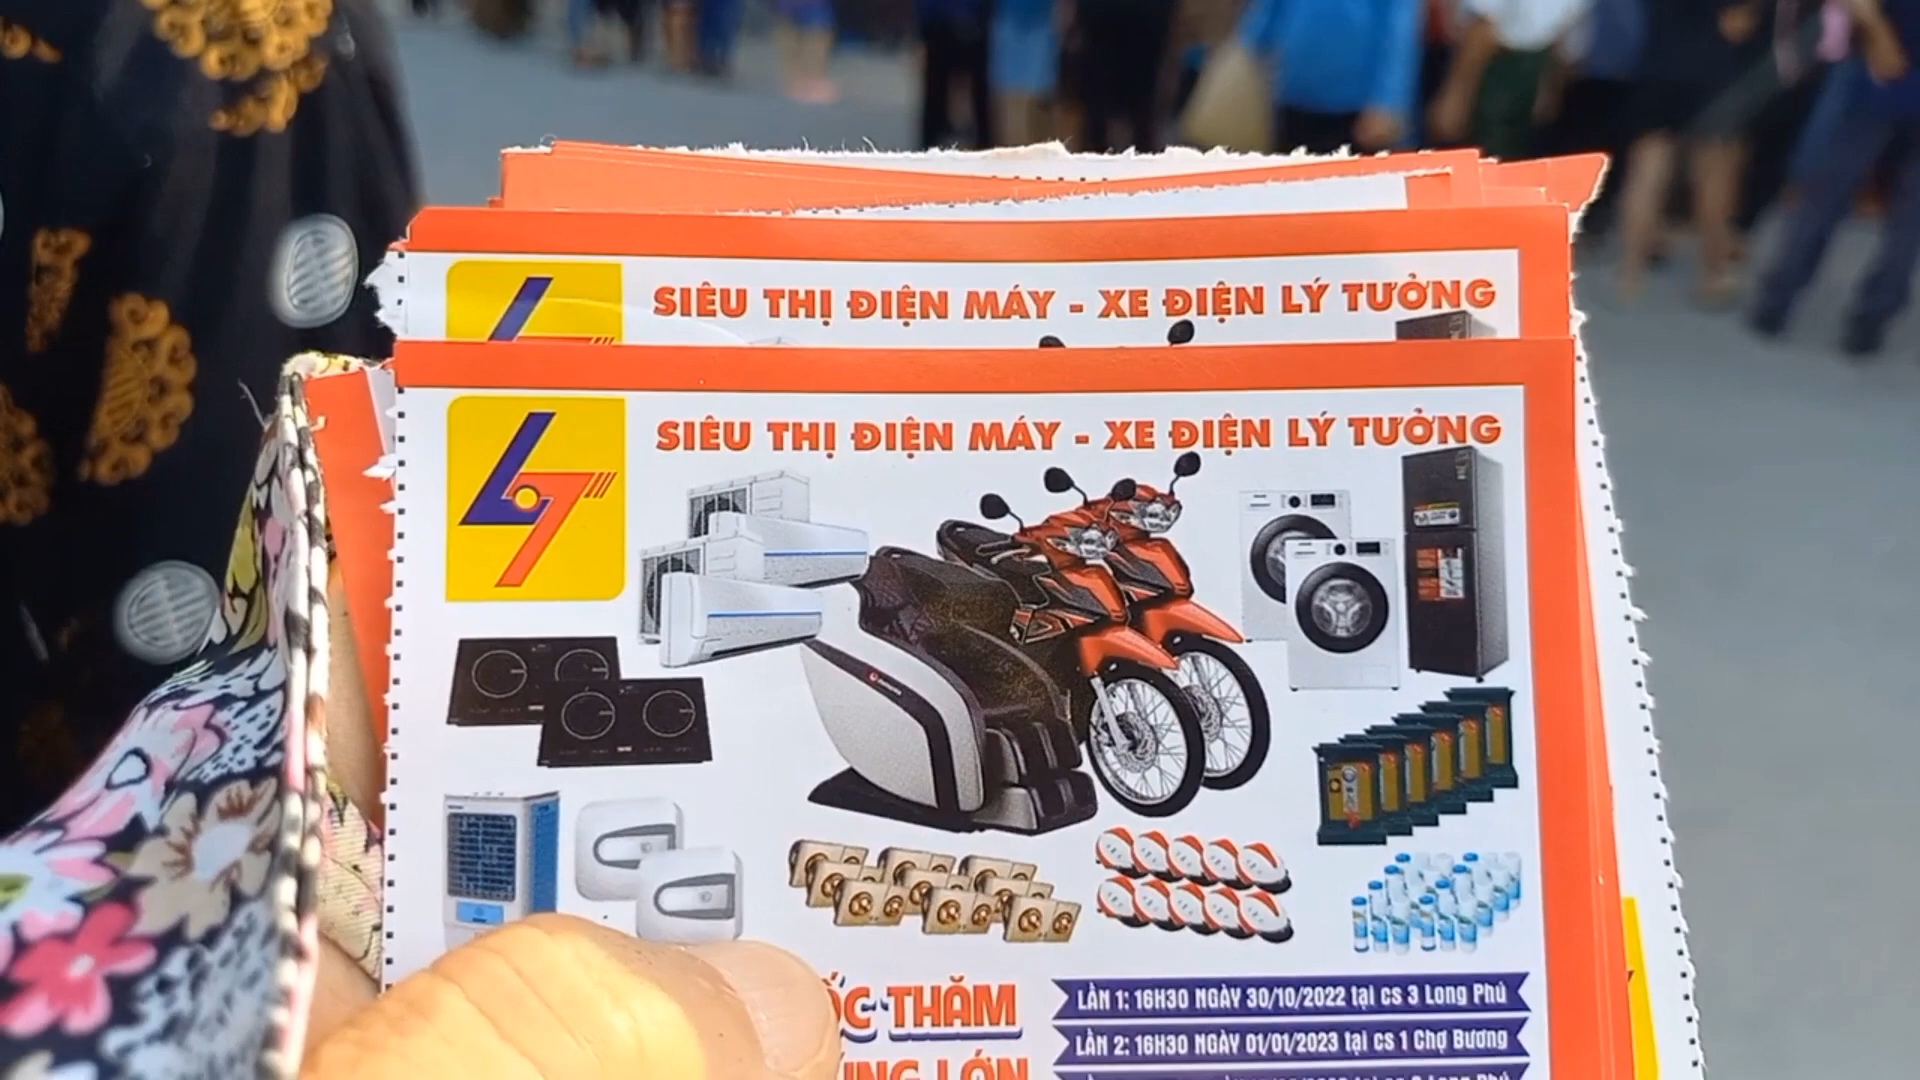 SIÊU THỊ ĐIỆN MÁY - XE ĐIỆN LÝ TƯỞNG
SIÊU THỊ ĐIỆN MÁY - XE ĐIỆN LÝ TƯỞNG
THĂM
LỚN
LẦN 1: 16H30 NGÀY 30/10/2022 tại cs 3 Long Phú
LẦN 2: 16H30 NGÀY 01/01/2023 tại cs 1 Chợ Bương